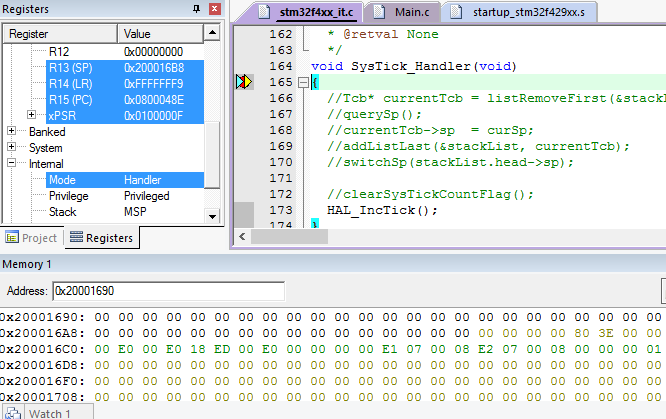 Registers
Register Value
R12 0x00000000
R13 (SP) 0x200016B8
R14 (LR) 0xFFFFFFF9
R15 (PC) 0x0800048E
xPSR 0x0100000F
Banked
System
Internal
Mode Handler
Privilege Privileged
Stack MSP
Project Registers
stm32f4xx_it.c Main.c startup_stm32f429xx.s
162 * @retval None
163 */
164 void SysTick_Handler(void)
165 {
166 //Tcb* currentTcb = listRemoveFirst(&stackL
167 //querySp();
168 //currentTcb->sp = curSp;
169 //addListLast(&stackList, currentTcb);
170 //switchSp(stackList.head->sp);
171
172 //clearSysTickCountFlag();
173 HAL_IncTick();
174 }
Memory 1
Address: 0x20001690
0x20001690: 00 00 00 00 00 00 00 00 00 00 00 00 00 00 00 00 00 00 00 00 00 00 00 00
0x200016A8: 00 00 00 00 00 00 00 00 00 00 00 00 00 00 00 00 00 00 00 00 80 3E 00 00
0x200016C0: 00 E0 00 E0 18 ED 00 E0 00 00 00 00 E1 07 00 08 E2 07 00 08 00 00 00 01
0x200016D8: 00 00 00 00 00 00 00 00 00 00 00 00 00 00 00 00 00 00 00 00 00 00 00 00
0x200016F0: 00 00 00 00 00 00 00 00 00 00 00 00 00 00 00 00 00 00 00 00 00 00 00 00
0x20001708: 00 00 00 00 00 00 00 00 00 00 00 00 00 00 00 00 00 00 00 00 00 00 00 00
Watch 1